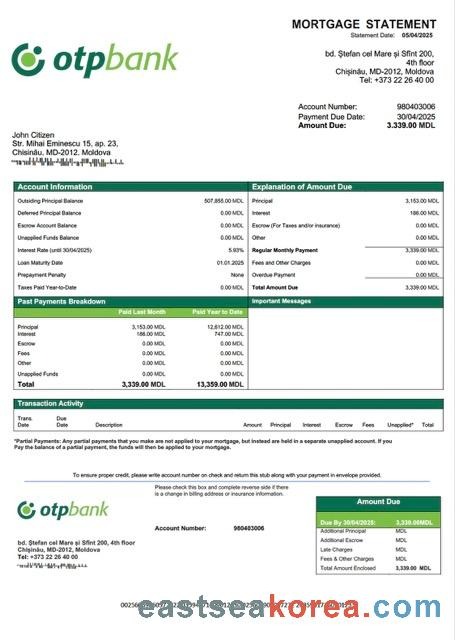 MORTGAGE STATEMENT
Statement Date: 05/04/2025
otpbank
bd. Ștefan cel Mare și Sfînt 200,
4th floor
Chișinău, MD-2012, Moldova
Tel: +373 22 26 40 00
Account Number: 980403006
Payment Due Date: 30/04/2025
Amount Due: 3.339.00 MDL
John Citizen
Str. Mihai Eminescu 15, ap. 23,
Chisinău, MD-2012. Moldova
Account Information
Outsiding Principal Balance 507,855.00 MDL
Deferred Principal Balance 0.00 MDL
Escrow Account Balance 0.00 MDL
Unapplied Funds Balance 0.00 MDL
Interest Rate (until 30/04/2025) 5.93%
Loan Maturity Date 01.01.2025
Prepayment Penalty None
Taxes Paid Year-to-Date 0.00 MDL
Explanation of Amount Due
Principal 3,153.00 MDL
Interest 186.00 MDL
Escrow (For Taxes and/or insurance) 0.00 MDL
Other 0.00 MDL
Regular Monthly Payment 3,339.00 MDL
Fees and Other Charges 0.00 MDL
Overdue Payment 0.00 MDL
Total Amount Due 3,339.00 MDL
Past Payments Breakdown
Paid Last Month Paid Year to Date
Principal 3,153.00 MDL 12,612.00 MDL
Interest 186.00 MDL 747.00 MDL
Escrow 0.00 MDL 0.00 MDL
Fees 0.00 MDL 0.00 MDL
Other 0.00 MDL 0.00 MDL
Unapplied Funds 0.00 MDL 0.00 MDL
Total 3,339.00 MDL 13,359.00 MDL
Important Messages
Transaction Activity
Trans. Date Due Date Description Amount Principal Interest Escrow Fees Unapplied* Total
*Partial Payments: Any partial payments that you make are not applied to your mortgage, but instead are held in a separate unapplied account. If you
Pay the balance of a partial payment, the funds will then be applied to your mortgage.
To ensure proper credit, please write account number on check and return this stub along with your payment in envelope provided.
Please check this box and complete reverse side if there
is a change in billing address or insurance information.
otpbank
Account Number: 980403006
bd. Ștefan cel Mare și Sfînt 200, 4th floor
Chișinău, MD-2012, Moldova
Tel: +373 22 26 40 00
Amount Due
Due By 30/04/2025: 3,339.00MDL
Additional Principal MDL
Additional Escrow MDL
Late Charges MDL
Fees & Other Charges MDL
Total Amount Enclosed 3,339.00 MDL
eastseakorea.com